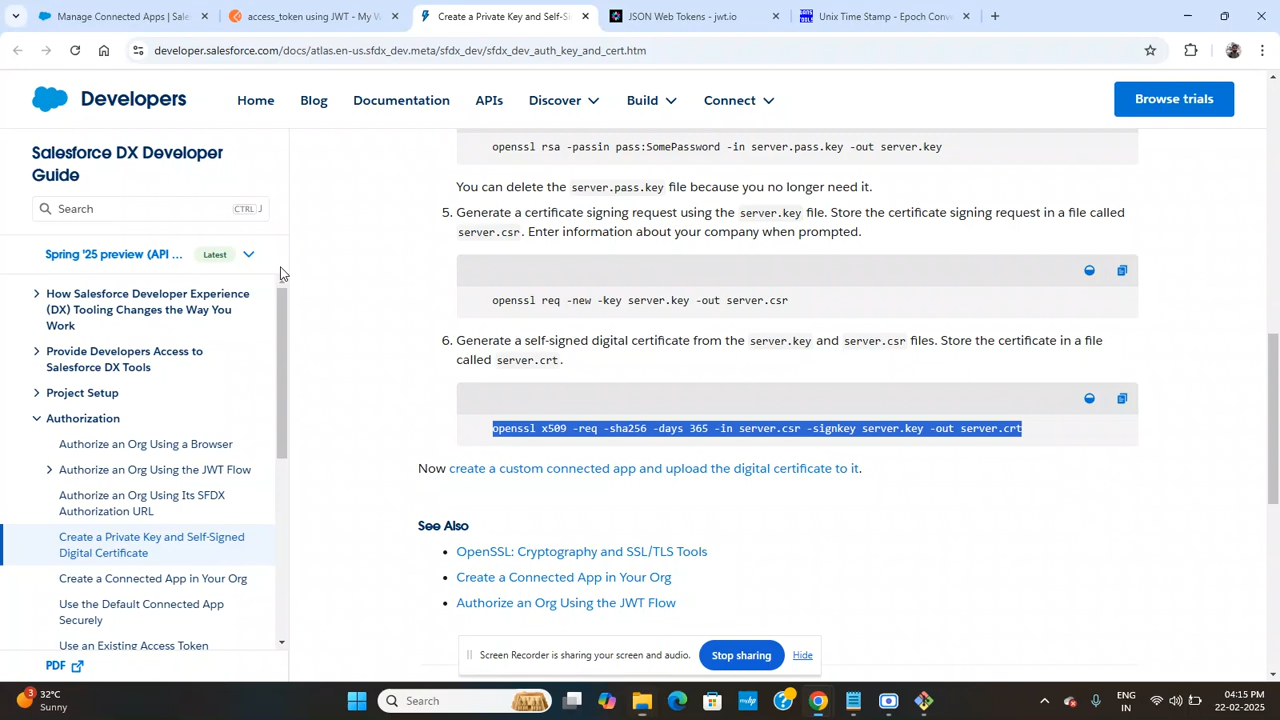 Manage Connected Apps | Sale
access_token using JWT - My W
Create a Private Key and Self-Si
JSON Web Tokens - jwt.io
Unix Time Stamp - Epoch Conv
developer.salesforce.com/docs/atlas.en-us.sfdx_dev.meta/sfdx_dev/sfdx_dev_auth_key_and_cert.htm
Developers
Home
Blog
Documentation
APIs
Discover
Build
Connect
Browse trials
Salesforce DX Developer
Guide
Search
CTRL J
Spring '25 preview (API ...
Latest
How Salesforce Developer Experience
(DX) Tooling Changes the Way You
Work
Provide Developers Access to
Salesforce DX Tools
Project Setup
Authorization
Authorize an Org Using a Browser
Authorize an Org Using the JWT Flow
Authorize an Org Using Its SFDX
Authorization URL
Create a Private Key and Self-Signed
Digital Certificate
Create a Connected App in Your Org
Use the Default Connected App
Securely
Use an Existing Access Token
PDF
openssl rsa -passin pass:SomePassword -in server.pass.key -out server.key
You can delete the server.pass.key file because you no longer need it.
5. Generate a certificate signing request using the server.key file. Store the certificate signing request in a file called
server.csr. Enter information about your company when prompted.
openssl req -new -key server.key -out server.csr
6. Generate a self-signed digital certificate from the server.key and server.csr files. Store the certificate in a file
called server.crt.
openssl x509 -req -sha256 -days 365 -in server.csr -signkey server.key -out server.crt
Now create a custom connected app and upload the digital certificate to it.
See Also
• OpenSSL: Cryptography and SSL/TLS Tools
• Create a Connected App in Your Org
• Authorize an Org Using the JWT Flow
Screen Recorder is sharing your screen and audio.
Stop sharing
Hide
3
32°C
Sunny
Search
ENG
IN
04:15 PM
22-02-2025